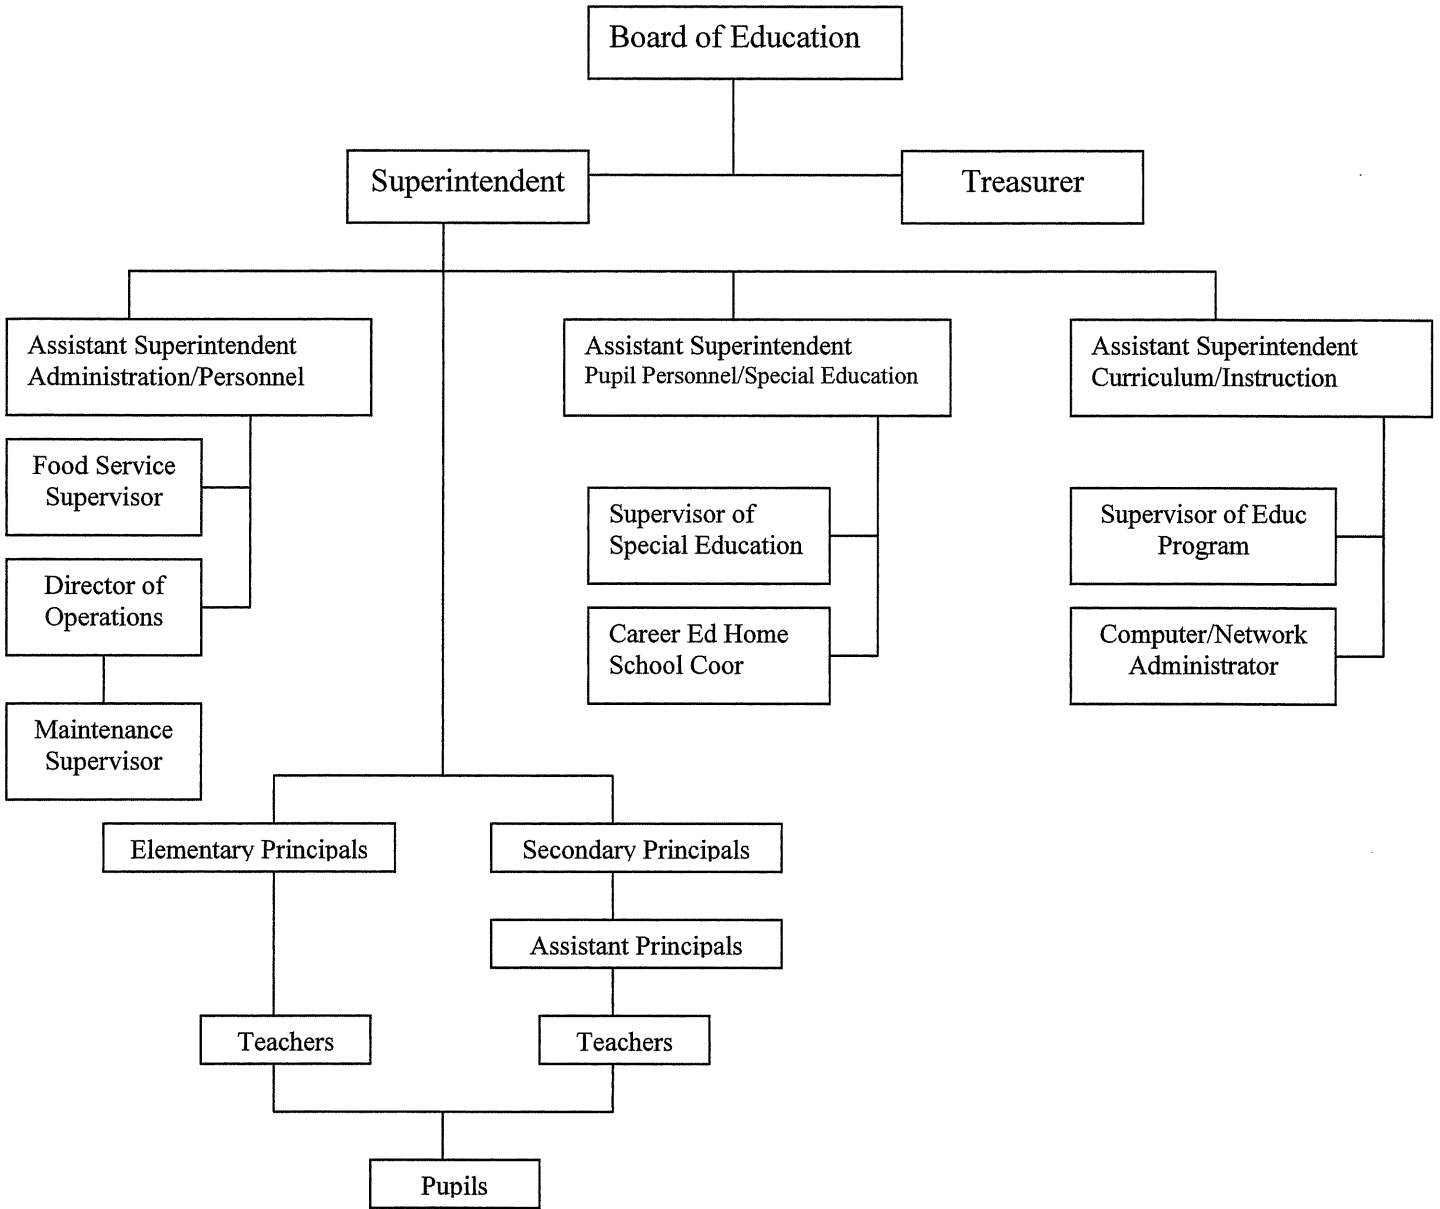 Board of Education
Superintendent
Treasurer
Assistant Superintendent
Administration/Personnel
Assistant Superintendent
Pupil Personnel/Special Education
Assistant Superintendent
Curriculum/Instruction
Food Service
Supervisor
Director of
Operations
Maintenance
Supervisor
Supervisor of
Special Education
Career Ed Home
School Coor
Supervisor of Educ
Program
Computer/Network
Administrator
Elementary Principals
Secondary Principals
Assistant Principals
Teachers
Teachers
Pupils